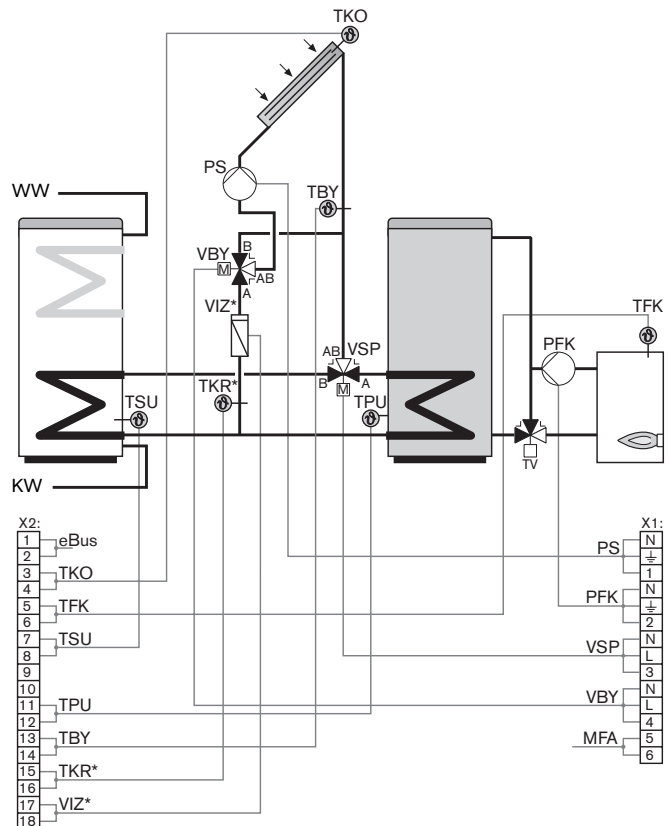 TKO
PS
WW
TBY
VBY
B
M
AB
A
VIZ*
TFK
PFK
AB
VSP
B
A
M
TKR*
TSU
TPU
TV
KW
X2:
1
2
eBus
3
4
TKO
5
6
TFK
7
8
TSU
9
10
11
12
TPU
13
14
TBY
15
16
TKR*
17
18
VIZ*
X1:
PS
N
1
PFK
N
2
VSP
N
L
3
VBY
N
L
4
MFA
5
6